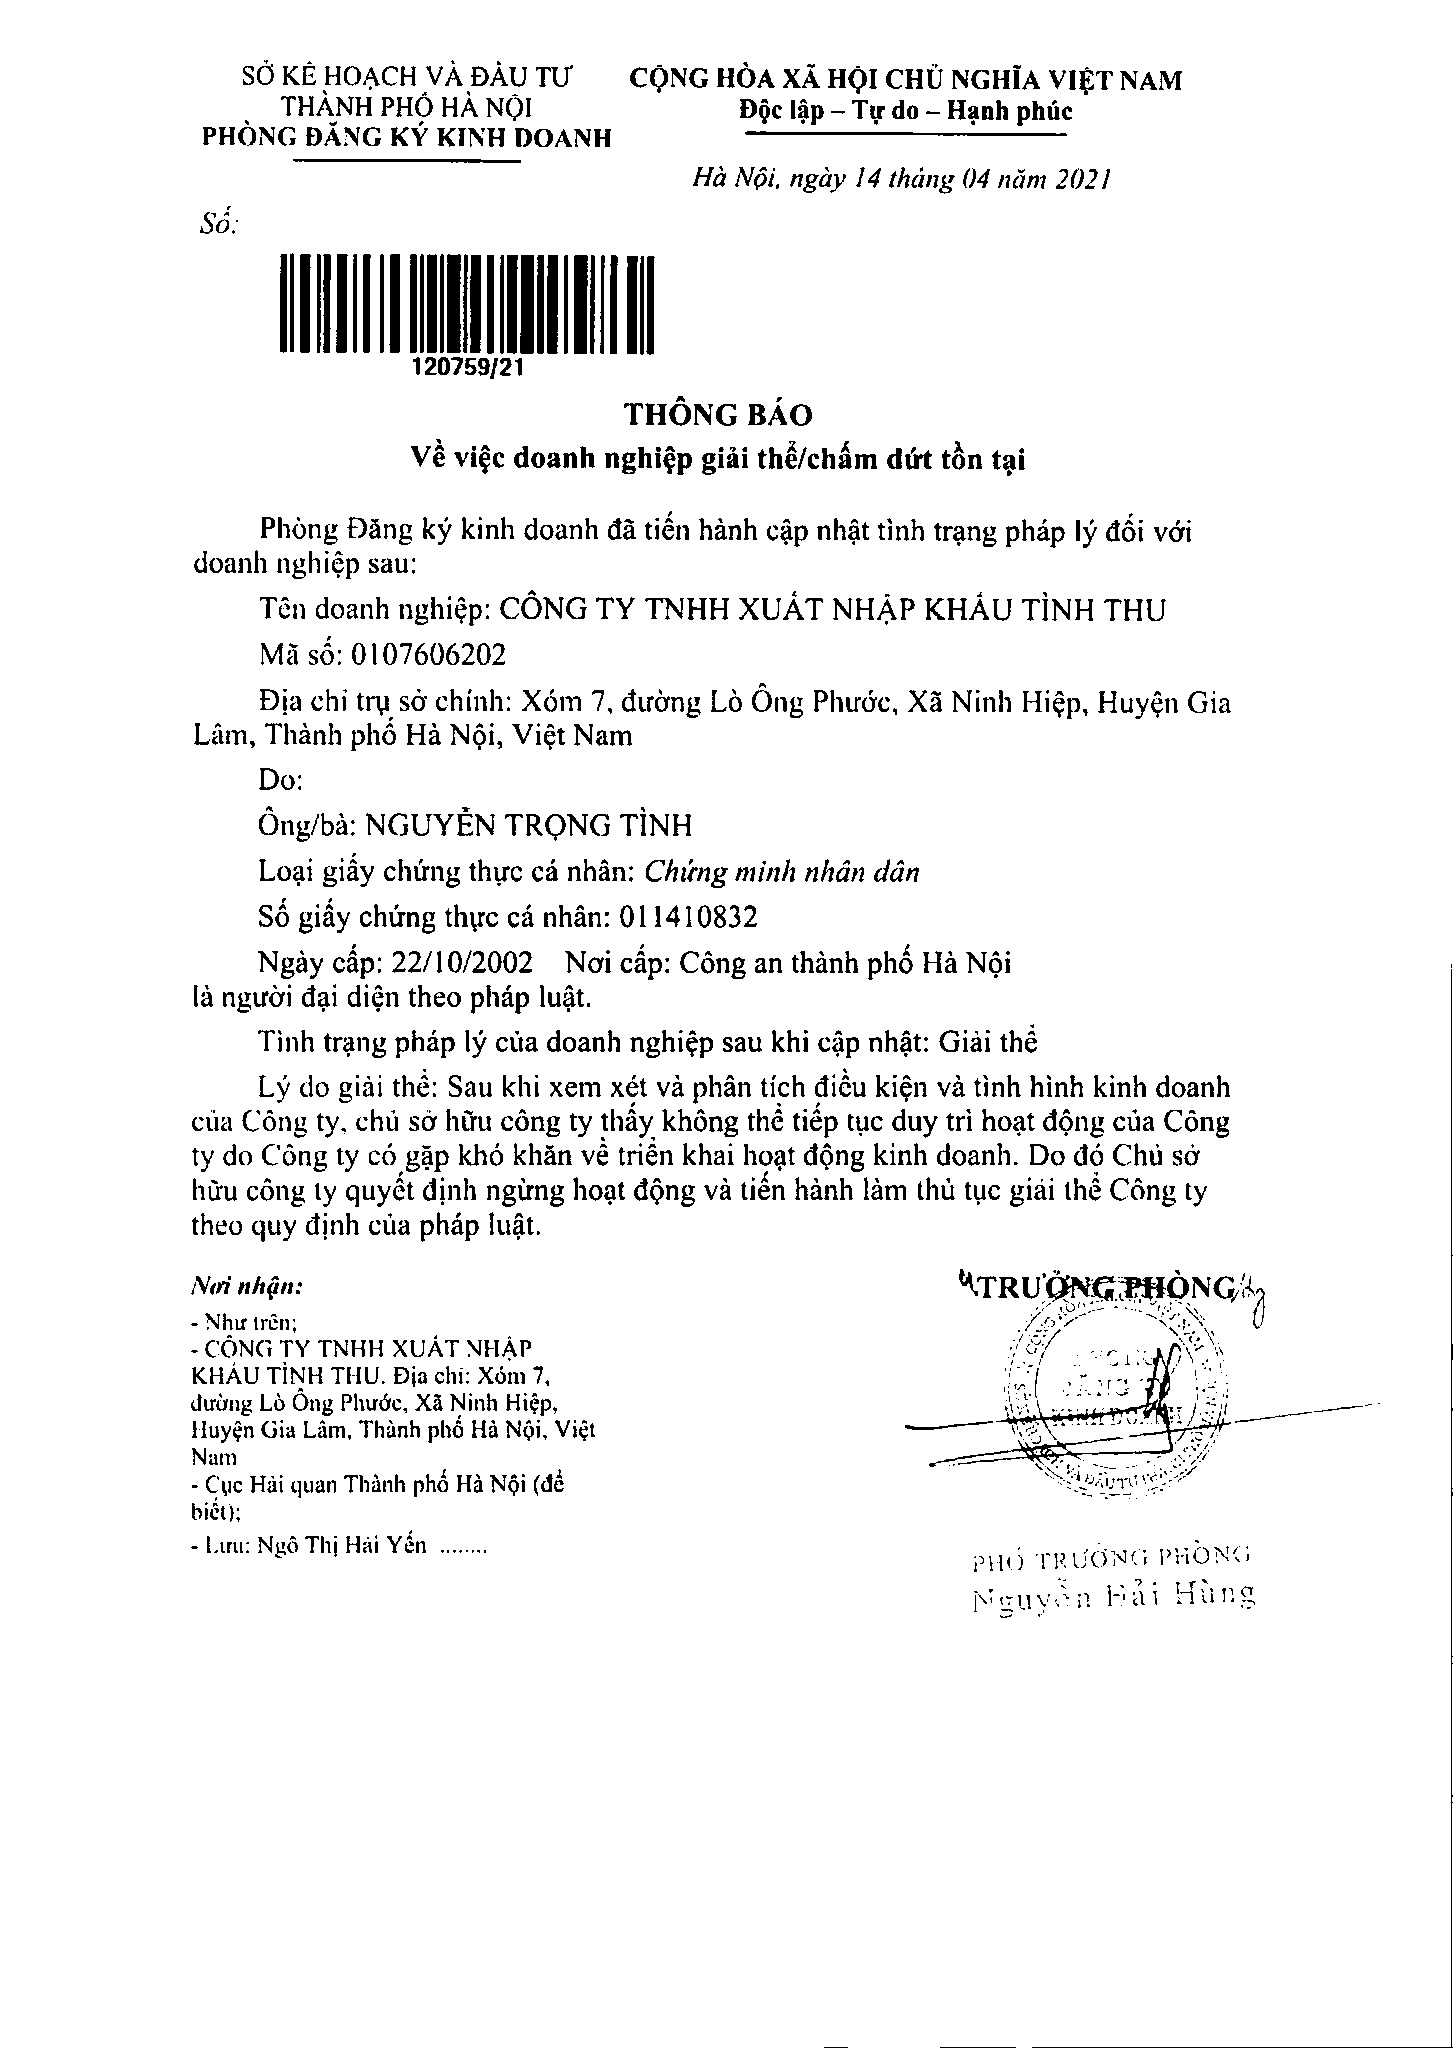 SỞ KẾ HOẠCH VÀ ĐẦU TƯ
THÀNH PHỐ HÀ NỘI
PHÒNG ĐĂNG KÝ KINH DOANH
CỘNG HÒA XÃ HỘI CHỦ NGHĨA VIỆT NAM
Độc lập – Tự do – Hạnh phúc
Hà Nội, ngày 14 tháng 04 năm 2021
Số:
120759/21
THÔNG BÁO
Về việc doanh nghiệp giải thể/chấm dứt tồn tại
Phòng Đăng ký kinh doanh đã tiến hành cập nhật tình trạng pháp lý đối với
doanh nghiệp sau:
Tên doanh nghiệp: CÔNG TY TNHH XUẤT NHẬP KHẨU TÌNH THU
Mã số: 0107606202
Địa chỉ trụ sở chính: Xóm 7, đường Lò Ông Phước, Xã Ninh Hiệp, Huyện Gia
Lâm, Thành phố Hà Nội, Việt Nam
Do:
Ông/bà: NGUYỄN TRỌNG TÌNH
Loại giấy chứng thực cá nhân: Chứng minh nhân dân
Số giấy chứng thực cá nhân: 011410832
Ngày cấp: 22/10/2002 Nơi cấp: Công an thành phố Hà Nội
là người đại diện theo pháp luật.
Tình trạng pháp lý của doanh nghiệp sau khi cập nhật: Giải thể
Lý do giải thể: Sau khi xem xét và phân tích điều kiện và tình hình kinh doanh
của Công ty, chủ sở hữu công ty thấy không thể tiếp tục duy trì hoạt động của Công
ty do Công ty có gặp khó khăn về triển khai hoạt động kinh doanh. Do đó Chủ sở
hữu công ty quyết định ngừng hoạt động và tiến hành làm thủ tục giải thể Công ty
theo quy định của pháp luật.
Nơi nhận:
- Như trên;
- CÔNG TY TNHH XUẤT NHẬP
KHẨU TÌNH THU. Địa chỉ: Xóm 7,
đường Lò Ông Phước, Xã Ninh Hiệp,
Huyện Gia Lâm, Thành phố Hà Nội, Việt
Nam
- Cục Hải quan Thành phố Hà Nội (để
biết);
- Lưu: Ngô Thị Hải Yến ........
TRƯỞNG PHÒNG
PHÒNG
ĐĂNG KÝ
KINH DOANH
PHÓ TRƯỞNG PHÒNG
Nguyễn Hải Hùng